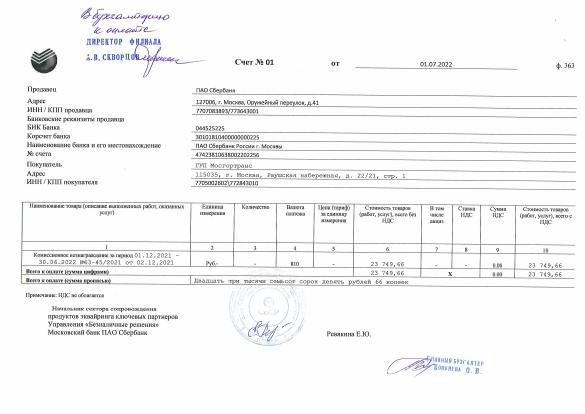 В бухгалтерию
к оплате
ДИРЕКТОР ФИЛИАЛА
А.В. СКВОРЦОВ
Счет № 01 от 01.07.2022 ф. 363
Продавец ПАО Сбербанк
Адрес 127006, г. Москва, Оружейный переулок, д.41
ИНН / КПП продавца 7707083893/773643001
Банковские реквизиты продавца
БИК Банка 044525225
Корсчет банка 30101810400000000225
Наименование банка и его местонахождение ПАО Сбербанк России г. Москвы
№ счета 47423810638002202256
Покупатель ГУП Мосгортранс
Адрес 115035, г. Москва, Раушская набережная, д. 22/21, стр. 1
ИНН / КПП покупателя 7705002602\772843010
Наименование товара (описание выполненных работ, оказанных услуг) Единица измерения Количество Валюта платежа Цена (тариф) за единицу измерения Стоимость товаров (работ, услуг), всего без НДС В том числе акциз Ставка НДС Сумма НДС Стоимость товаров (работ, услуг), всего с НДС
1 2 3 4 5 6 7 8 9 10
Комиссионное вознаграждение за период 01.12.2021 -
30.06.2022 №63-45/2021 от 02.12.2021 Руб.- - 810 - 23 749,66 - - 0.00 23 749,66
Всего к оплате (сумма цифрами) 23 749,66 X 0.00 23 749,66
Всего к оплате (сумма прописью) Двадцать три тысячи семьсот сорок девять рублей 66 копеек
Примечание: НДС не облагается
Начальник сектора сопровождения
продуктов эквайринга ключевых партнеров
Управления «Безналичные решения»
Московский банк ПАО Сбербанк Ревякина Е.Ю.
ГЛАВНЫЙ БУХГАЛТЕР
КОВАЛЕВА О. В.